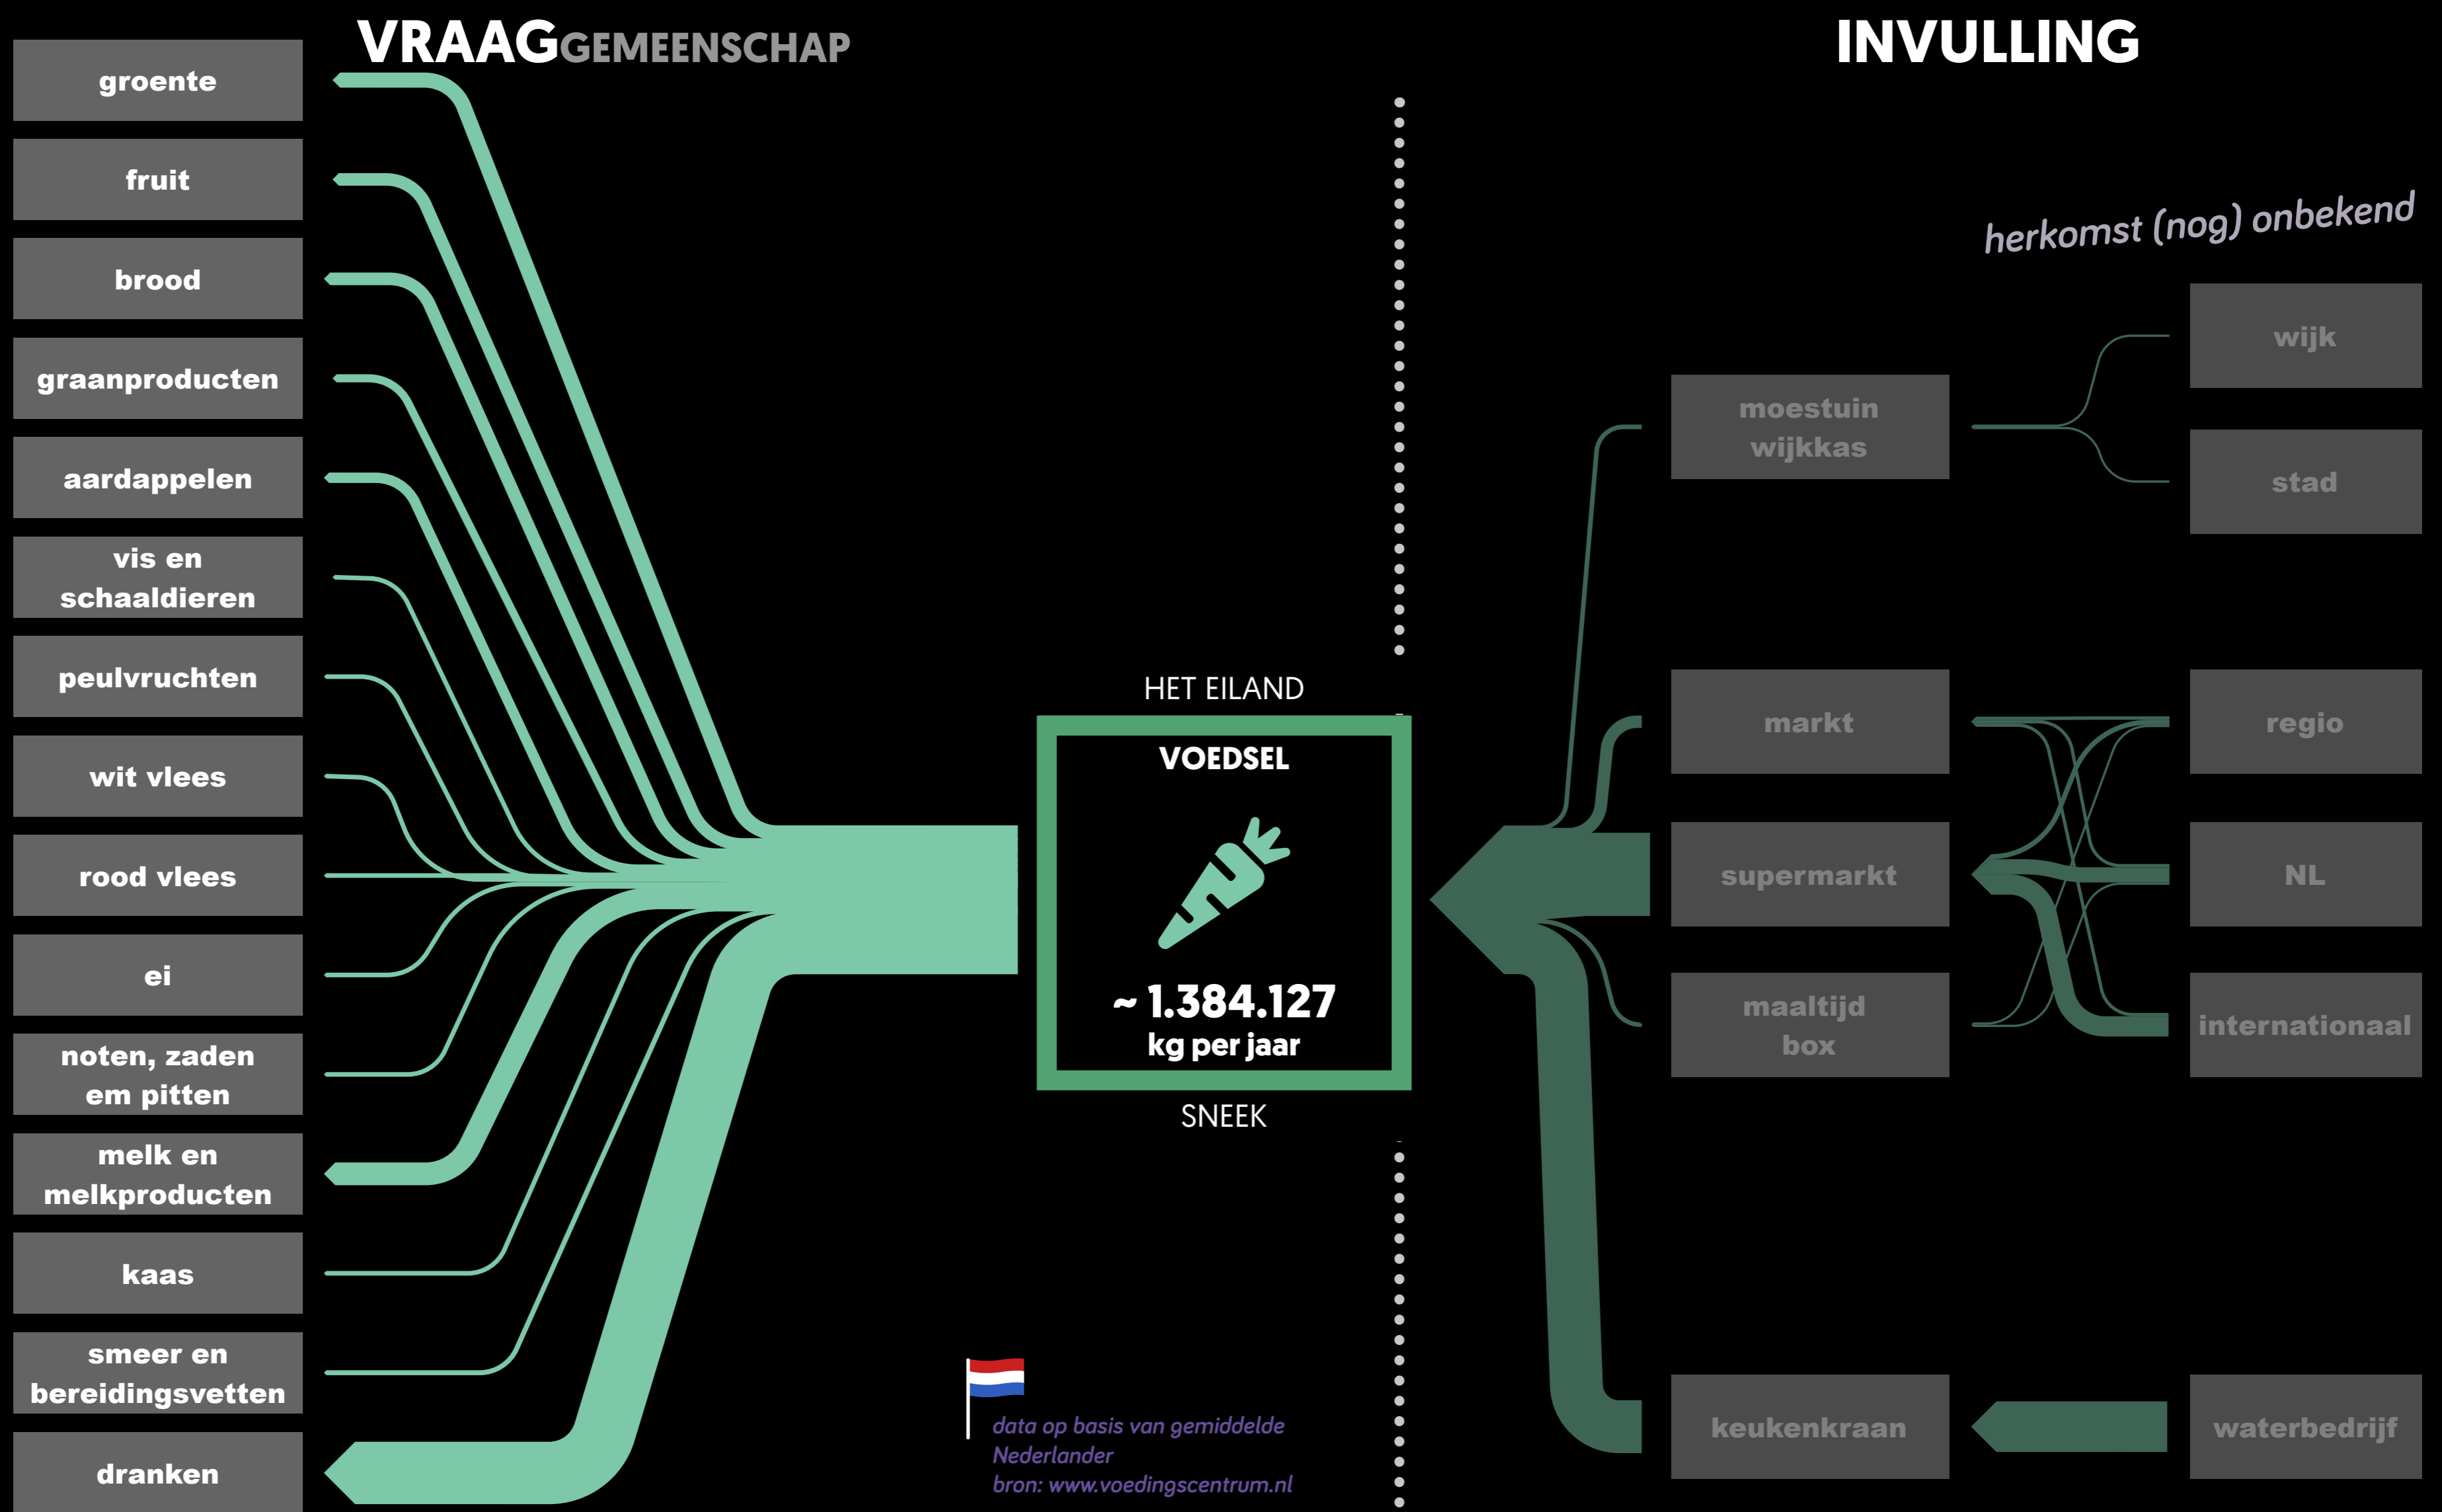 VRAAGGEMEENSCHAP
groente
fruit
brood
graanproducten
aardappelen
vis en
schaaldieren
peulvruchten
wit vlees
rood vlees
ei
noten, zaden
em pitten
melk en
melkproducten
kaas
smeer en
bereidingsvetten
dranken
HET EILAND
VOEDSEL
~ 1.384.127
kg per jaar
SNEEK
data op basis van gemiddelde
Nederlander
bron: www.voedingscentrum.nl
INVULLING
herkomst (nog) onbekend
moestuin
wijkkas
markt
supermarkt
maaltijd
box
keukenkraan
wijk
stad
regio
NL
internationaal
waterbedrijf